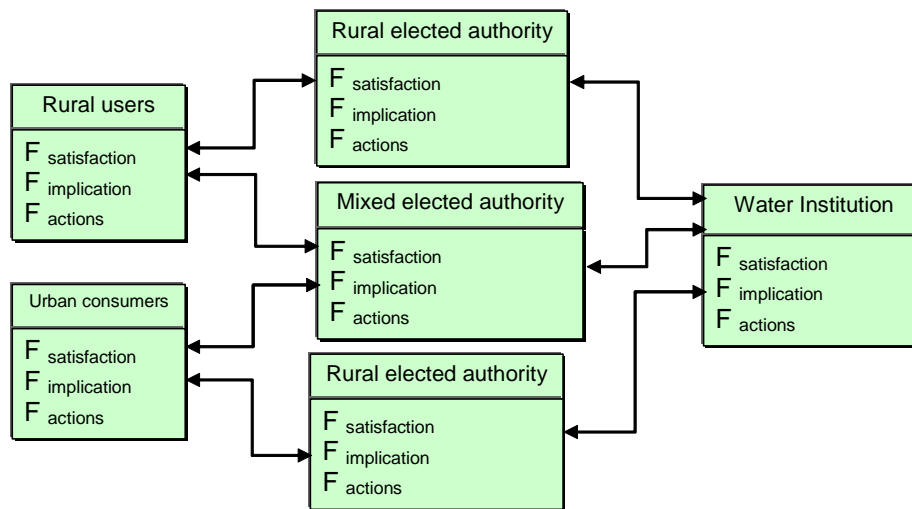 Rural elected authority
F satisfaction
F implication
F actions
Rural users
F satisfaction
F implication
F actions
Mixed elected authority
F satisfaction
F implication
F actions
Water Institution
F satisfaction
F implication
F actions
Urban consumers
F satisfaction
F implication
F actions
Rural elected authority
F satisfaction
F implication
F actions